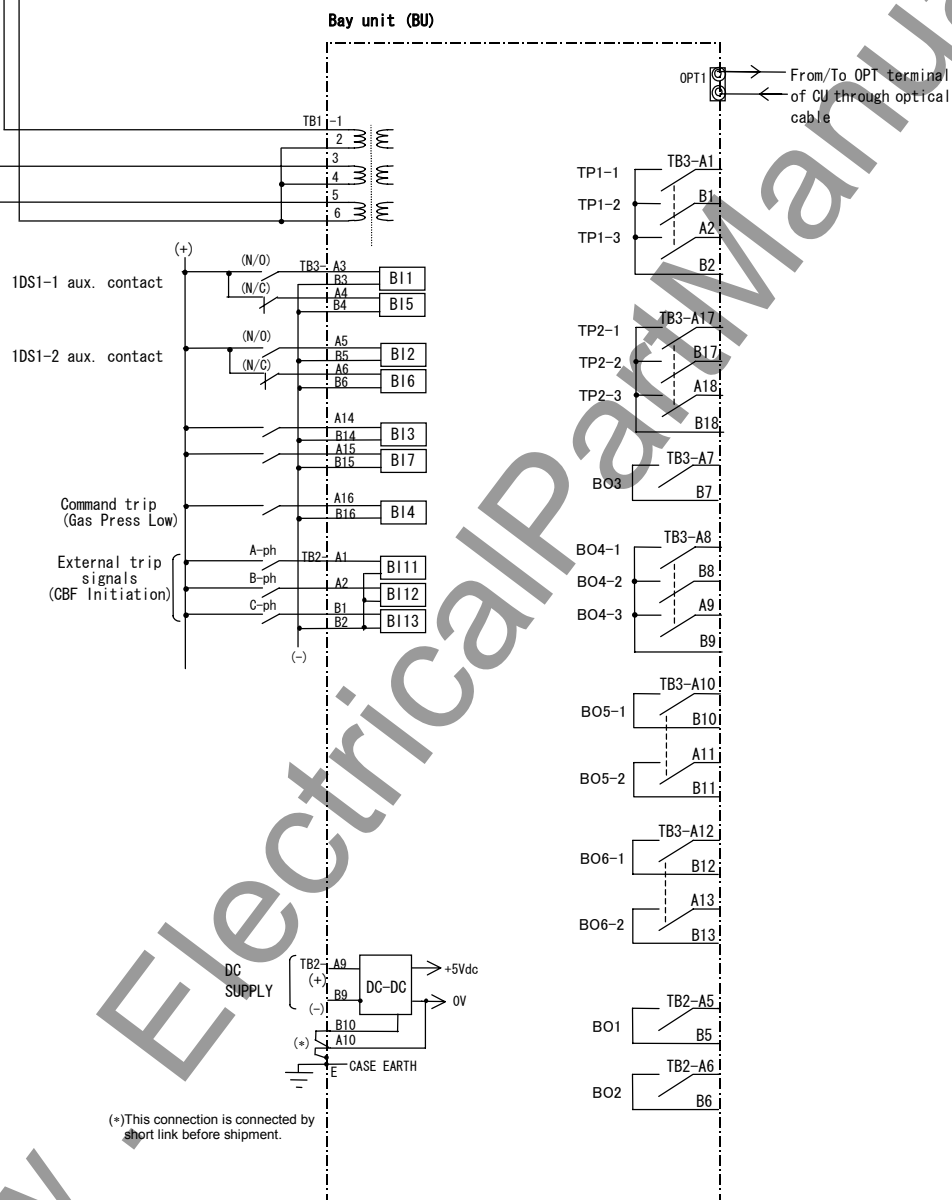 Bay unit (BU)
OPT1
From/To OPT terminal
of CU through optical
cable
TB1 -1
2
3
4
5
6
(+)
1DS1-1 aux. contact
(N/O)
TB3- A3
B3
BI1
(N/C)
A4
B4
BI5
1DS1-2 aux. contact
(N/O)
A5
B5
BI2
(N/C)
A6
B6
BI6
A14
B14
BI3
A15
B15
BI7
Command trip
(Gas Press Low)
A16
B16
BI4
External trip
signals
(CBF Initiation)
A-ph
TB2- A1
BI11
B-ph
A2
BI12
C-ph
B1
B2
BI13
(-)
TP1-1
TB3-A1
TP1-2
B1
TP1-3
A2
B2
TP2-1
TB3-A17
TP2-2
B17
TP2-3
A18
B18
BO3
TB3-A7
B7
BO4-1
TB3-A8
BO4-2
B8
BO4-3
A9
B9
BO5-1
TB3-A10
B10
BO5-2
A11
B11
BO6-1
TB3-A12
B12
BO6-2
A13
B13
BO1
TB2-A5
B5
BO2
TB2-A6
B6
DC
SUPPLY
TB2- A9
(+)
B9
(-)
DC-DC
+5Vdc
0V
B10
A10
(*)
E
CASE EARTH
(*)This connection is connected by
short link before shipment.
ElectricalPartManu